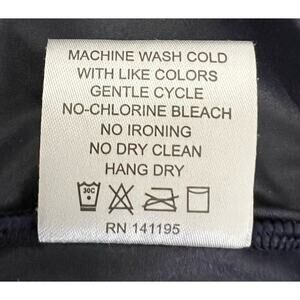 MACHINE WASH COLD
WITH LIKE COLORS
GENTLE CYCLE
NO-CHLORINE BLEACH
NO IRONING
NO DRY CLEAN
HANG DRY
30C
RN 141195